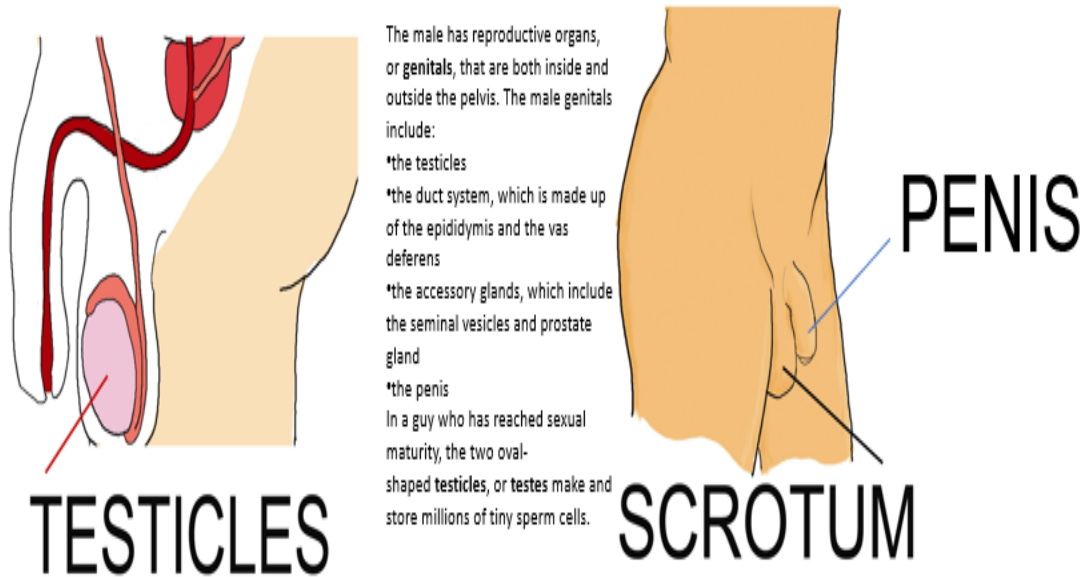 The male has reproductive organs,
or genitals, that are both inside and
outside the pelvis. The male genitals
include:
•the testicles
•the duct system, which is made up
of the epididymis and the vas
deferens
•the accessory glands, which include
the seminal vesicles and prostate
gland
•the penis
In a guy who has reached sexual
maturity, the two oval-
shaped testicles, or testes make and
store millions of tiny sperm cells.
TESTICLES
PENIS
SCROTUM